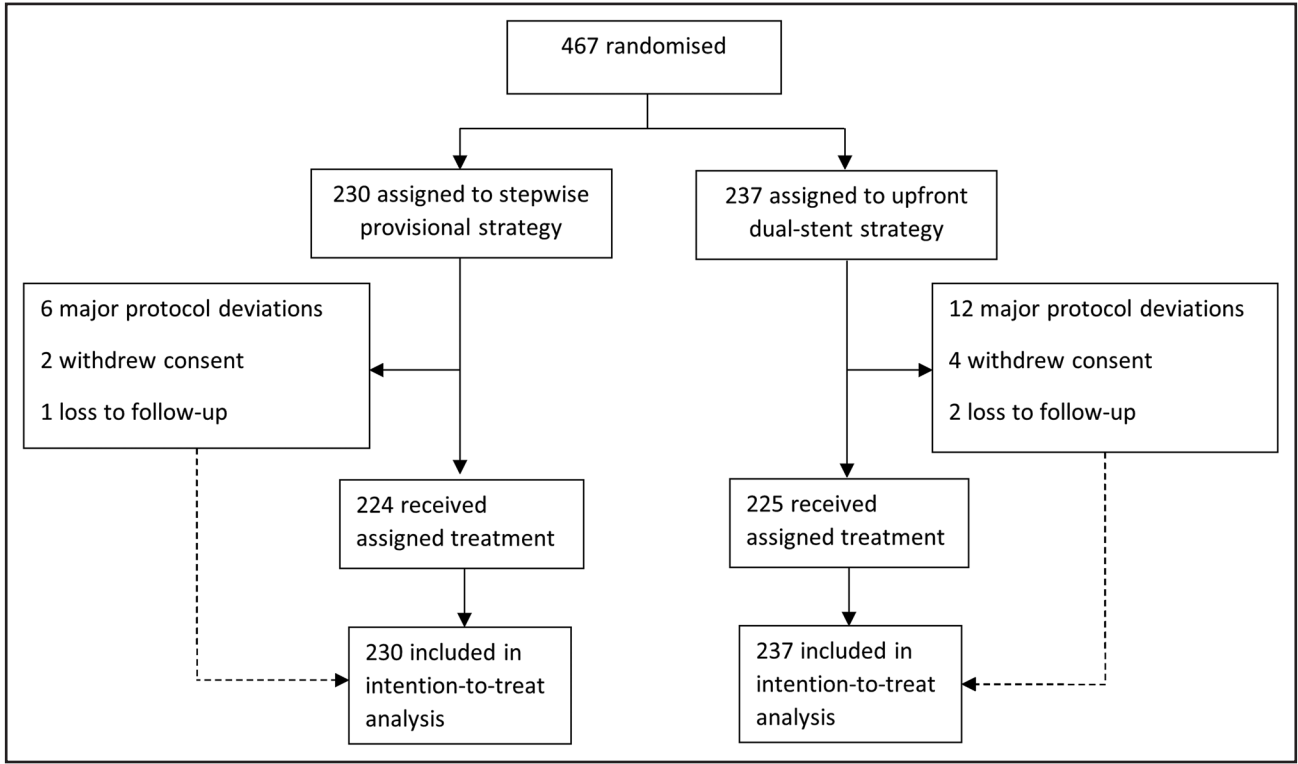 467 randomised
230 assigned to stepwise
provisional strategy
237 assigned to upfront
dual-stent strategy
6 major protocol deviations
2 withdrew consent
1 loss to follow-up
12 major protocol deviations
4 withdrew consent
2 loss to follow-up
224 received
assigned treatment
225 received
assigned treatment
230 included in
intention-to-treat
analysis
237 included in
intention-to-treat
analysis